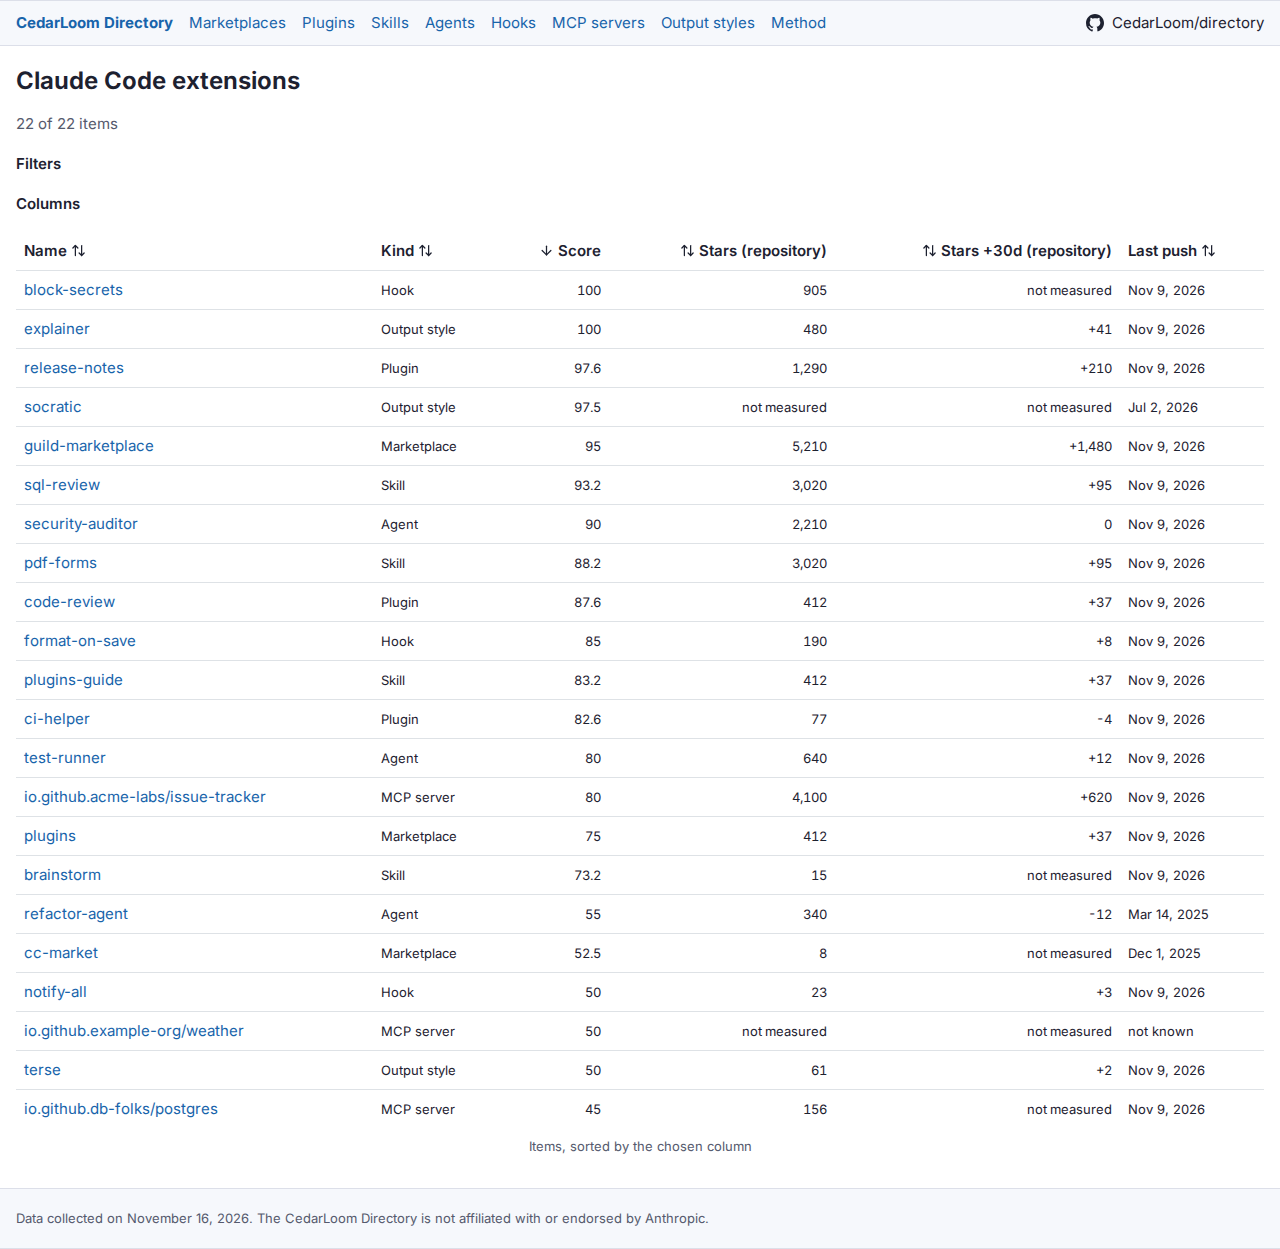 CedarLoom Directory Marketplaces Plugins Skills Agents Hooks MCP servers Output styles Method CedarLoom/directory
Claude Code extensions
22 of 22 items
Filters
Columns
Name Kind Score Stars (repository) Stars +30d (repository) Last push
block-secrets Hook 100 905 not measured Nov 9, 2026
explainer Output style 100 480 +41 Nov 9, 2026
release-notes Plugin 97.6 1,290 +210 Nov 9, 2026
socratic Output style 97.5 not measured not measured Jul 2, 2026
guild-marketplace Marketplace 95 5,210 +1,480 Nov 9, 2026
sql-review Skill 93.2 3,020 +95 Nov 9, 2026
security-auditor Agent 90 2,210 0 Nov 9, 2026
pdf-forms Skill 88.2 3,020 +95 Nov 9, 2026
code-review Plugin 87.6 412 +37 Nov 9, 2026
format-on-save Hook 85 190 +8 Nov 9, 2026
plugins-guide Skill 83.2 412 +37 Nov 9, 2026
ci-helper Plugin 82.6 77 -4 Nov 9, 2026
test-runner Agent 80 640 +12 Nov 9, 2026
io.github.acme-labs/issue-tracker MCP server 80 4,100 +620 Nov 9, 2026
plugins Marketplace 75 412 +37 Nov 9, 2026
brainstorm Skill 73.2 15 not measured Nov 9, 2026
refactor-agent Agent 55 340 -12 Mar 14, 2025
cc-market Marketplace 52.5 8 not measured Dec 1, 2025
notify-all Hook 50 23 +3 Nov 9, 2026
io.github.example-org/weather MCP server 50 not measured not measured not known
terse Output style 50 61 +2 Nov 9, 2026
io.github.db-folks/postgres MCP server 45 156 not measured Nov 9, 2026
Items, sorted by the chosen column
Data collected on November 16, 2026. The CedarLoom Directory is not affiliated with or endorsed by Anthropic.